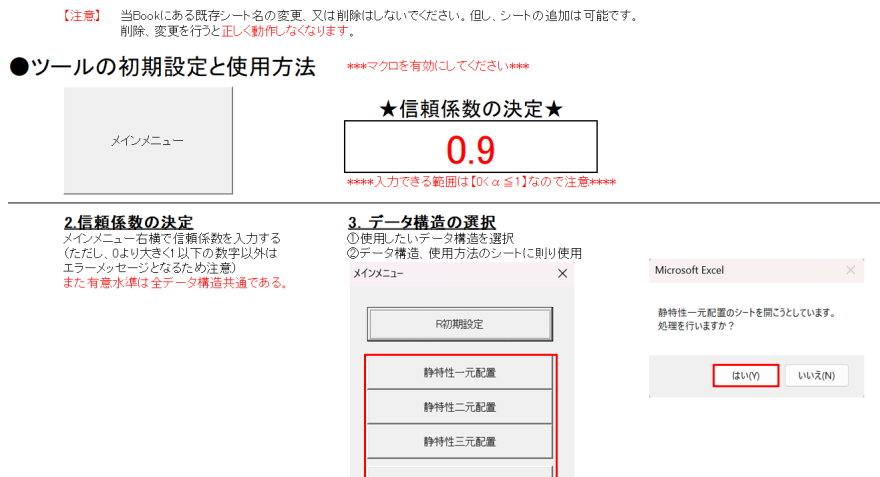 【注意】 当Bookにある既存シート名の変更、又は削除はしないでください。但し、シートの追加は可能です。
削除、変更を行うと正しく動作しなくなります。
●ツールの初期設定と使用方法 ***マクロを有効にしてください***
メインメニュー
★信頼係数の決定★
0.9
****入力できる範囲は【0<α≦1】なので注意****
2.信頼係数の決定
メインメニュー右横で信頼係数を入力する
(ただし、0より大きく1以下の数字以外は
エラーメッセージとなるため注意)
また有意水準は全データ構造共通である。
3. データ構造の選択
①使用したいデータ構造を選択
②データ構造、使用方法のシートに則り使用
メインメニュー
R初期設定
静特性一元配置
静特性二元配置
静特性三元配置
Microsoft Excel
静特性一元配置のシートを開こうとしています。
処理を行いますか？
はい(Y) いいえ(N)